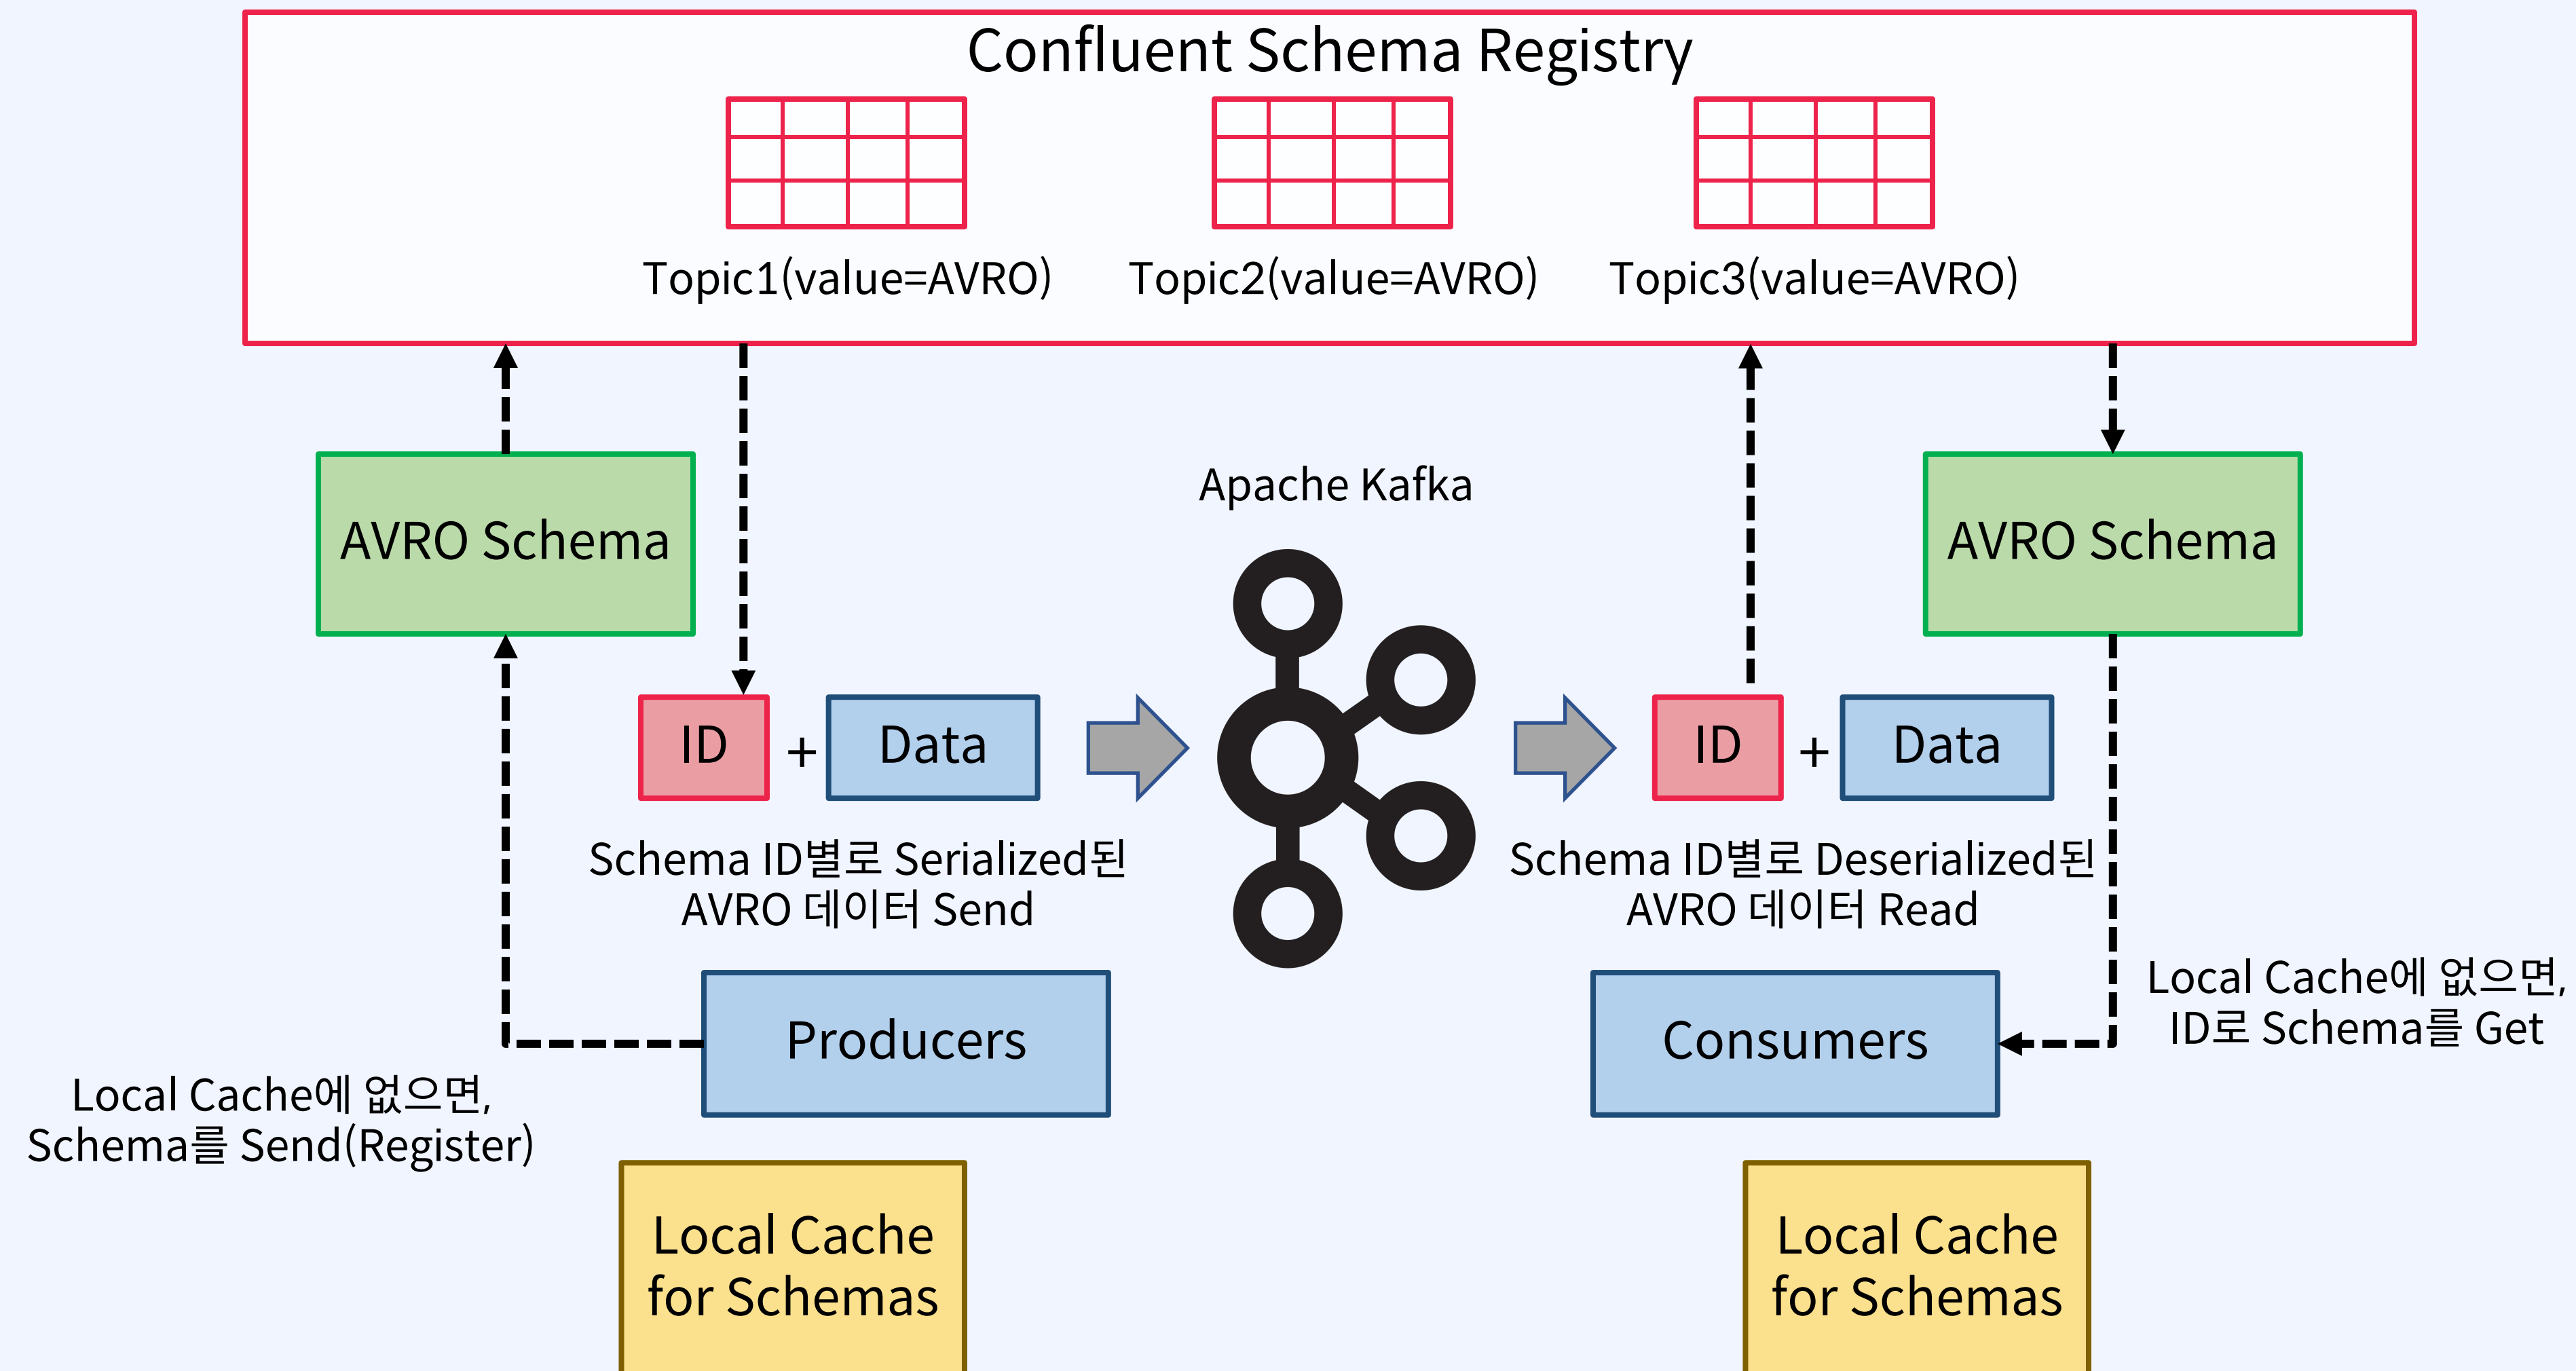 Confluent Schema Registry
Topic1(value=AVRO)
Topic2(value=AVRO)
Topic3(value=AVRO)
AVRO Schema
Apache Kafka
AVRO Schema
ID
+
Data
ID
+
Data
Schema ID별로 Serialized된
AVRO 데이터 Send
Schema ID별로 Deserialized된
AVRO 데이터 Read
Producers
Consumers
Local Cache에 없으면,
ID로 Schema를 Get
Local Cache에 없으면,
Schema를 Send(Register)
Local Cache
for Schemas
Local Cache
for Schemas